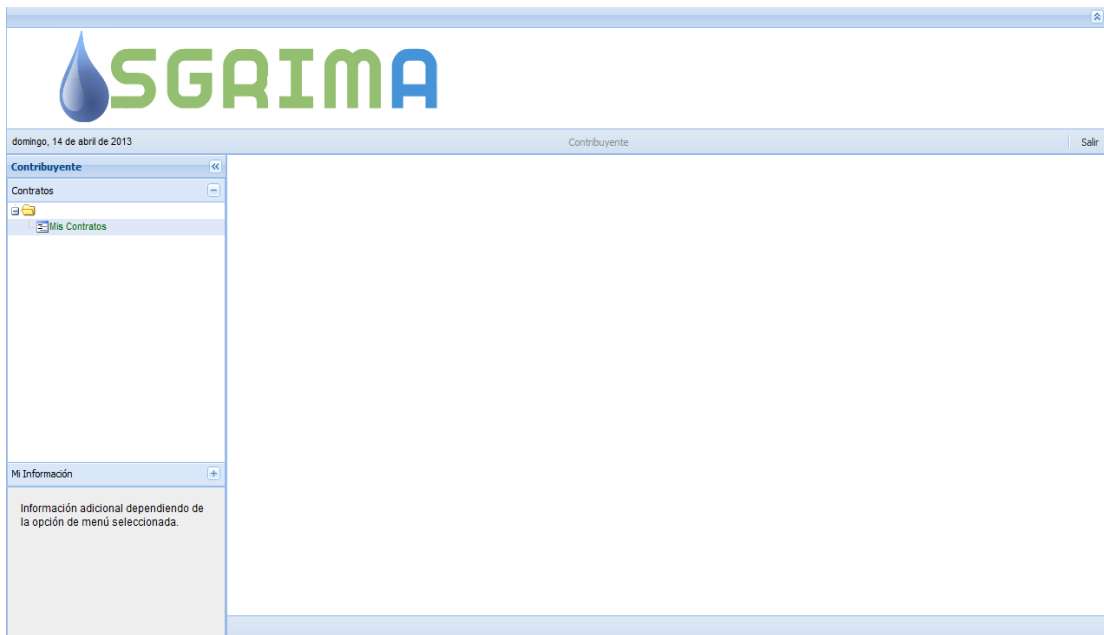 SGRIMA
domingo, 14 de abril de 2013
Contribuyente
Salir
Contribuyente
Contratos
Mis Contratos
Mi Información
Información adicional dependiendo de
la opción de menú seleccionada.